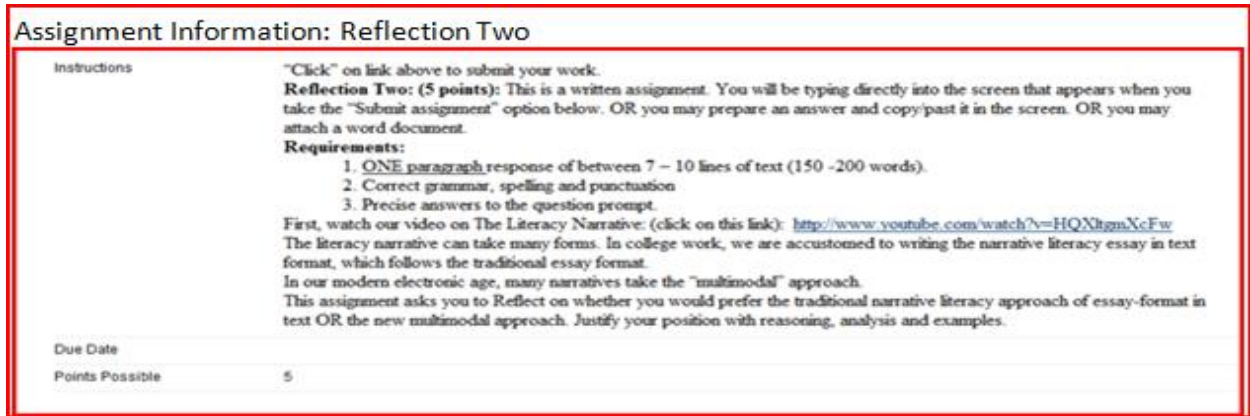 Assignment Information: Reflection Two
Instructions
"Click" on link above to submit your work.
Reflection Two: (5 points): This is a written assignment. You will be typing directly into the screen that appears when you
take the "Submit assignment" option below. OR you may prepare an answer and copy/past it in the screen. OR you may
attach a word document.
Requirements:
1. ONE paragraph response of between 7 – 10 lines of text (150 -200 words).
2. Correct grammar, spelling and punctuation
3. Precise answers to the question prompt.
First, watch our video on The Literacy Narrative: (click on this link): http://www.youtube.com/watch?v=HQXltgmXcFw
The literacy narrative can take many forms. In college work, we are accustomed to writing the narrative literacy essay in text
format, which follows the traditional essay format.
In our modern electronic age, many narratives take the "multimodal" approach.
This assignment asks you to Reflect on whether you would prefer the traditional narrative literacy approach of essay-format in
text OR the new multimodal approach. Justify your position with reasoning, analysis and examples.
Due Date
Points Possible 5